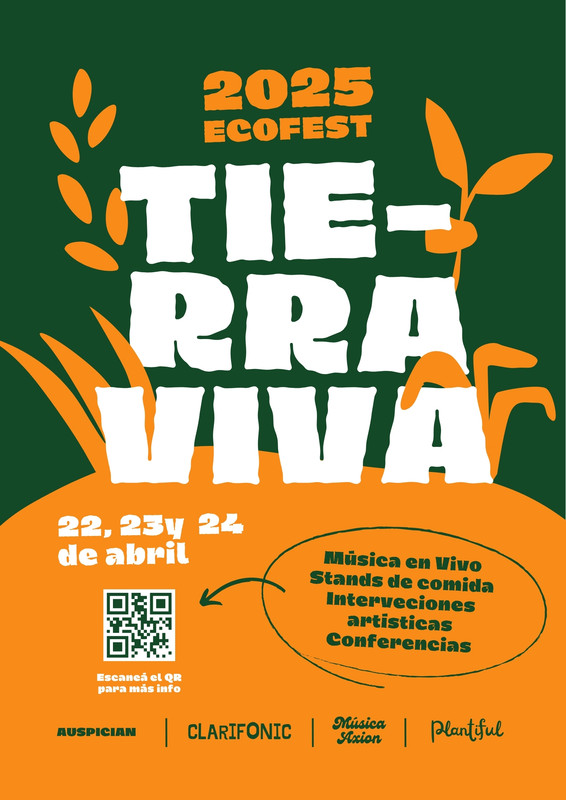 2025
ECOFEST
TIE-
RRA
VIVA
22, 23y 24
de abril
Música en Vivo
Stands de comida
Interveciones
artísticas
Conferencias
Escaneá el QR
para más info
AUSPICIAN
CLARIFONIC
Música
Axion
Plantiful